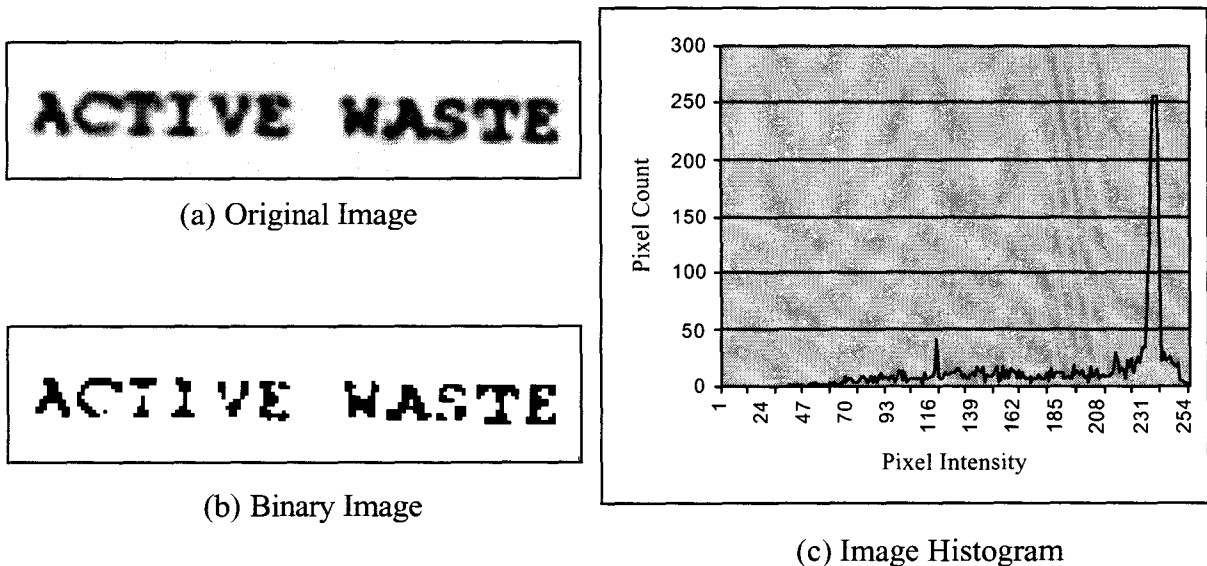 ACTIVE WASTE
(a) Original Image
ACTIVE WASTE
(b) Binary Image
300
250
200
150
100
50
0
Pixel Count
1 24 47 70 93 116 139 162 185 208 231 254
Pixel Intensity
(c) Image Histogram